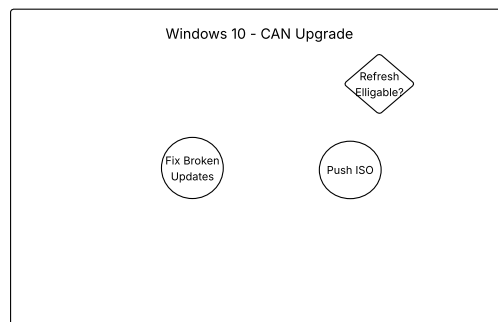 Windows 10 - CAN Upgrade
Refresh
Elligable?
Fix Broken
Updates
Push ISO